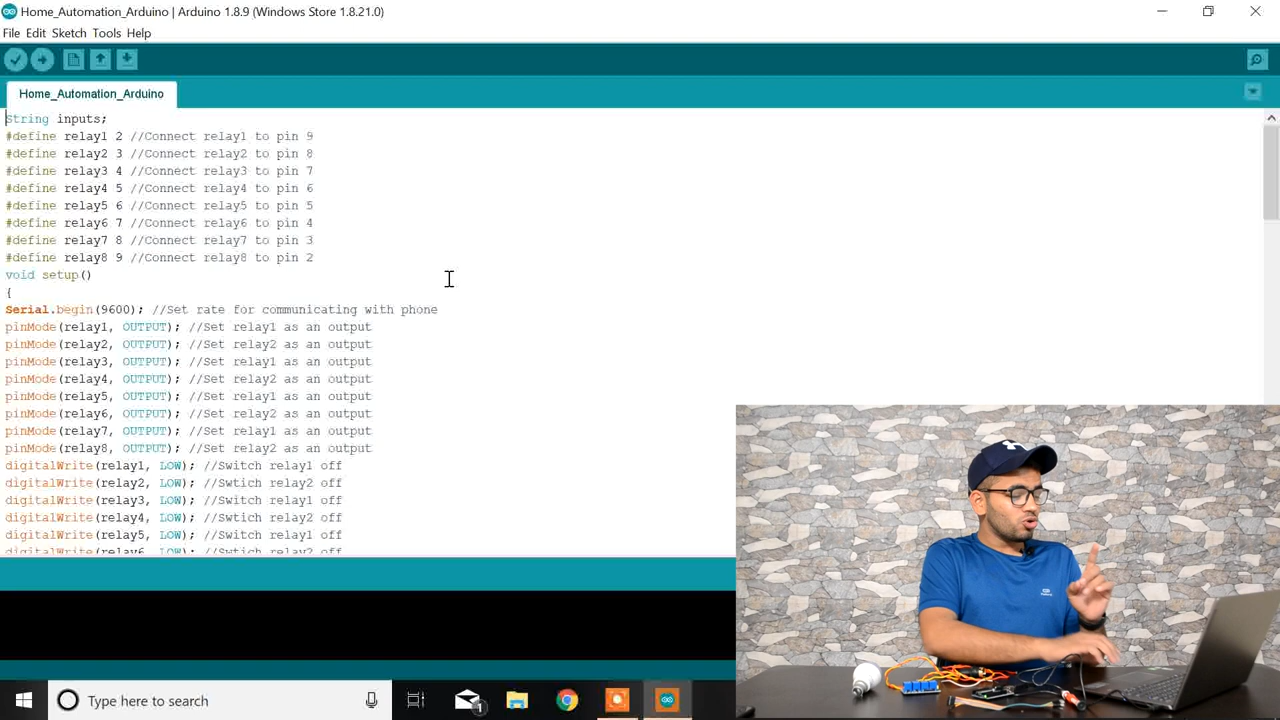 Home_Automation_Arduino | Arduino 1.8.9 (Windows Store 1.8.21.0)
File Edit Sketch Tools Help
Home_Automation_Arduino
String inputs;
#define relay1 2 //Connect relay1 to pin 9
#define relay2 3 //Connect relay2 to pin 8
#define relay3 4 //Connect relay3 to pin 7
#define relay4 5 //Connect relay4 to pin 6
#define relay5 6 //Connect relay5 to pin 5
#define relay6 7 //Connect relay6 to pin 4
#define relay7 8 //Connect relay7 to pin 3
#define relay8 9 //Connect relay8 to pin 2
void setup()
{
Serial.begin(9600); //Set rate for communicating with phone
pinMode(relay1, OUTPUT); //Set relay1 as an output
pinMode(relay2, OUTPUT); //Set relay2 as an output
pinMode(relay3, OUTPUT); //Set relay1 as an output
pinMode(relay4, OUTPUT); //Set relay2 as an output
pinMode(relay5, OUTPUT); //Set relay1 as an output
pinMode(relay6, OUTPUT); //Set relay2 as an output
pinMode(relay7, OUTPUT); //Set relay1 as an output
pinMode(relay8, OUTPUT); //Set relay2 as an output
digitalWrite(relay1, LOW); //Switch relay1 off
digitalWrite(relay2, LOW); //Swtich relay2 off
digitalWrite(relay3, LOW); //Switch relay1 off
digitalWrite(relay4, LOW); //Swtich relay2 off
digitalWrite(relay5, LOW); //Switch relay1 off
digitalWrite(relay6, LOW); //Swtich relay2 off
Type here to search
1